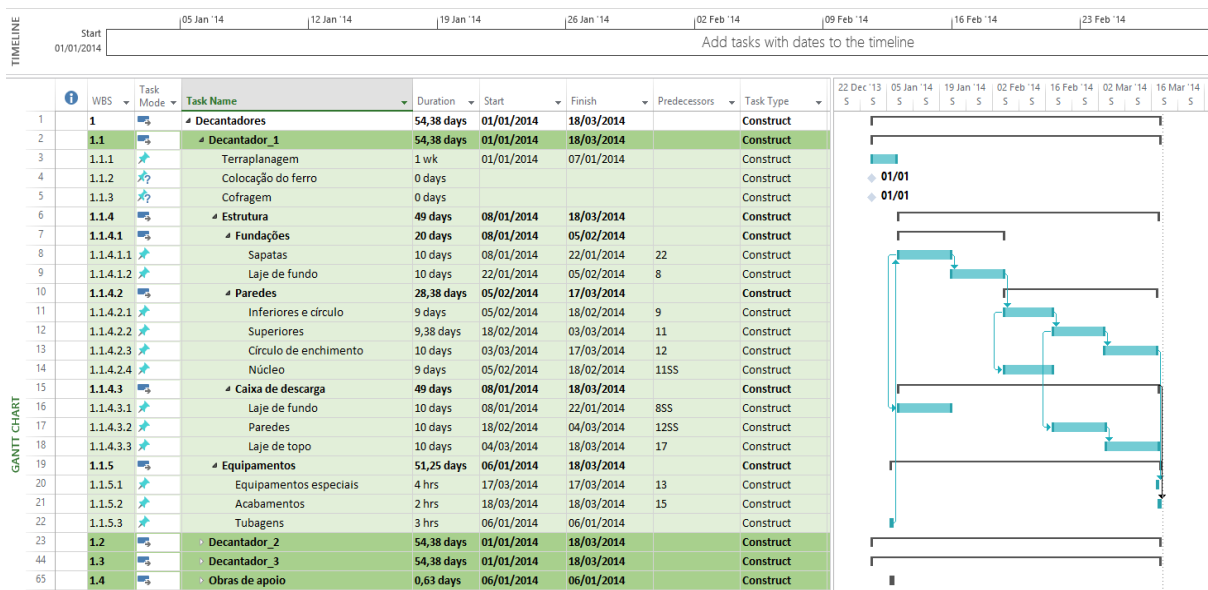 TIMELINE
05 Jan '14 12 Jan '14 19 Jan '14 26 Jan '14 02 Feb '14 09 Feb '14 16 Feb '14 23 Feb '14
Start
01/01/2014
Add tasks with dates to the timeline
GANTT CHART
WBS Task Mode Task Name Duration Start Finish Predecessors Task Type
22 Dec '13 05 Jan '14 19 Jan '14 02 Feb '14 16 Feb '14 02 Mar '14 16 Mar '14
S S S S S S S S S S S S S S
1 1 Decantadores 54,38 days 01/01/2014 18/03/2014 Construct
2 1.1 Decantador_1 54,38 days 01/01/2014 18/03/2014 Construct
3 1.1.1 Terraplanagem 1 wk 01/01/2014 07/01/2014 Construct
4 1.1.2 ? Colocação do ferro 0 days Construct 01/01
5 1.1.3 ? Cofragem 0 days Construct 01/01
6 1.1.4 Estrutura 49 days 08/01/2014 18/03/2014 Construct
7 1.1.4.1 Fundações 20 days 08/01/2014 05/02/2014 Construct
8 1.1.4.1.1 Sapatas 10 days 08/01/2014 22/01/2014 22 Construct
9 1.1.4.1.2 Laje de fundo 10 days 22/01/2014 05/02/2014 8 Construct
10 1.1.4.2 Paredes 28,38 days 05/02/2014 17/03/2014 Construct
11 1.1.4.2.1 Inferiores e círculo 9 days 05/02/2014 18/02/2014 9 Construct
12 1.1.4.2.2 Superiores 9,38 days 18/02/2014 03/03/2014 11 Construct
13 1.1.4.2.3 Círculo de enchimento 10 days 03/03/2014 17/03/2014 12 Construct
14 1.1.4.2.4 Núcleo 9 days 05/02/2014 18/02/2014 11SS Construct
15 1.1.4.3 Caixa de descarga 49 days 08/01/2014 18/03/2014 Construct
16 1.1.4.3.1 Laje de fundo 10 days 08/01/2014 22/01/2014 8SS Construct
17 1.1.4.3.2 Paredes 10 days 18/02/2014 04/03/2014 12SS Construct
18 1.1.4.3.3 Laje de topo 10 days 04/03/2014 18/03/2014 17 Construct
19 1.1.5 Equipamentos 51,25 days 06/01/2014 18/03/2014 Construct
20 1.1.5.1 Equipamentos especiais 4 hrs 17/03/2014 17/03/2014 13 Construct
21 1.1.5.2 Acabamentos 2 hrs 18/03/2014 18/03/2014 15 Construct
22 1.1.5.3 Tubagens 3 hrs 06/01/2014 06/01/2014 Construct
23 1.2 Decantador_2 54,38 days 01/01/2014 18/03/2014 Construct
44 1.3 Decantador_3 54,38 days 01/01/2014 18/03/2014 Construct
65 1.4 Obras de apoio 0,63 days 06/01/2014 06/01/2014 Construct